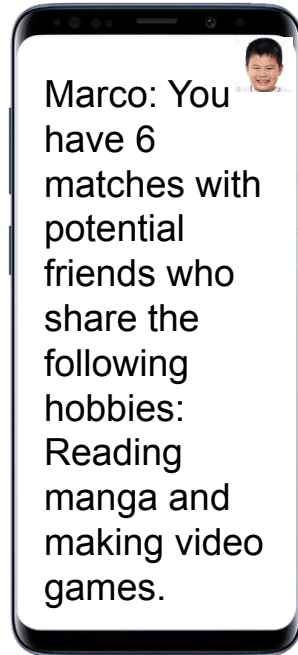 Marco: You
have 6
matches with
potential
friends who
share the
following
hobbies:
Reading
manga and
making video
games.